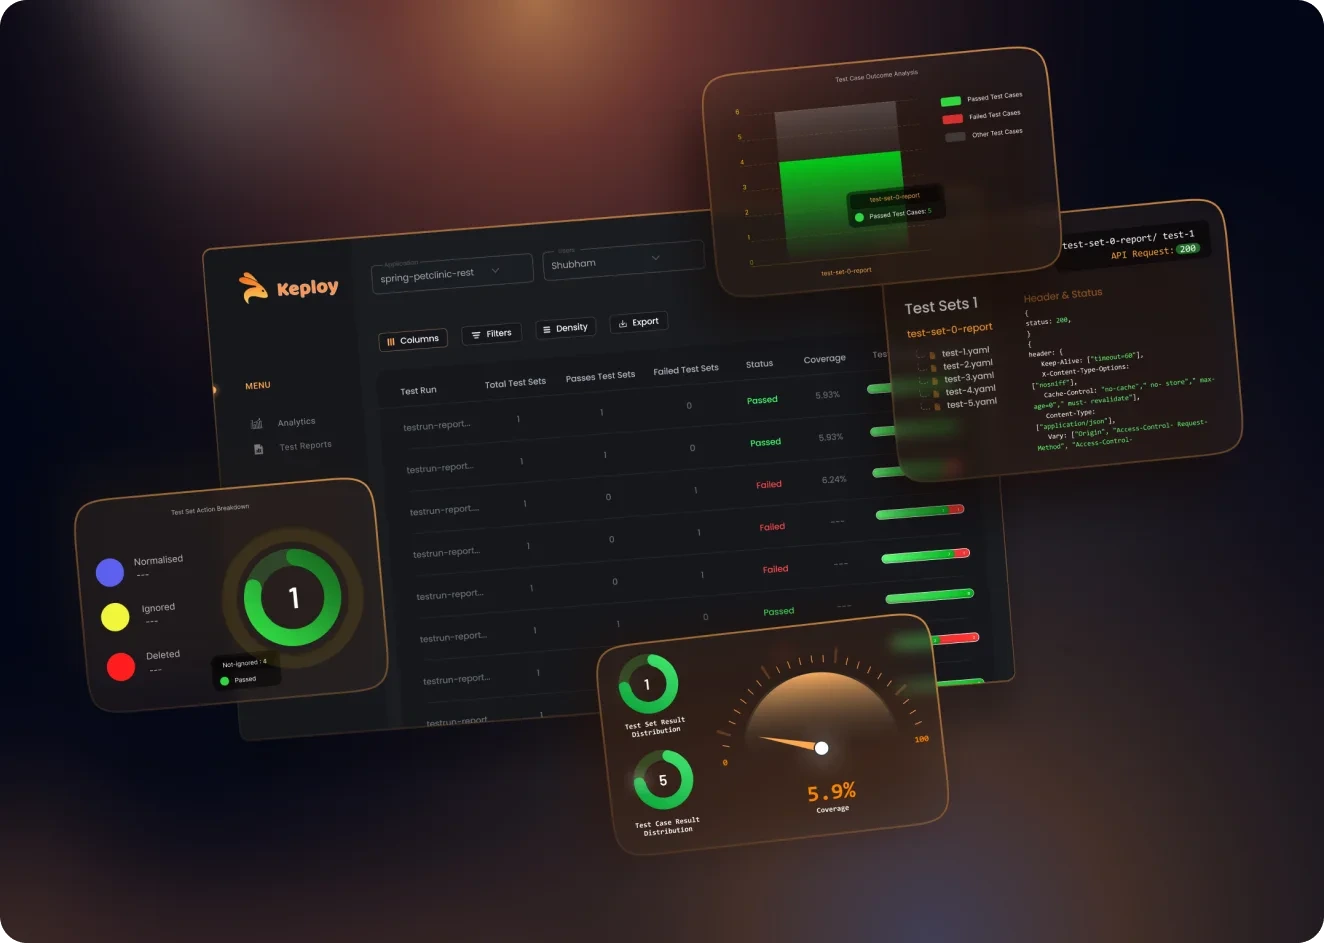 Test Case Outcome Analysis
6
5
4
3
2
1
0
test-set-0-report
Passed Test Cases: 5
test-set-0-report
Passed Test Cases
Failed Test Cases
Other Test Cases
test-set-0-report/ test-1
API Request: 200
Test Sets 1
test-set-0-report
test-1.yaml
test-2.yaml
test-3.yaml
test-4.yaml
test-5.yaml
Header & Status
{
status: 200,
}
{
header: {
Keep-Alive: ["timeout=60"],
X-Content-Type-Options:
["nosniff"],
Cache-Control: "no-cache"," no- store"," max-
age=0"," must- revalidate"],
Content-Type:
["application/json"],
Vary: ["Origin", "Access-Control- Request-
Method", "Access-Control-
Keploy
Application
spring-petclinic-rest
Users
Shubham
Columns
Filters
Density
Export
MENU
Analytics
Test Reports
Test Run Total Test Sets Passes Test Sets Failed Test Sets Status Coverage Tes
testrun-report... 1 1 0 Passed 5.93%
testrun-report... 1 1 0 Passed 5.93%
testrun-report... 1 0 1 Failed 6.24%
testrun-report... 1 0 1 Failed ---
testrun-report... 1 0 1 Failed ---
testrun-report... 1 1 0 Passed ---
testrun-report... 1
testrun-report 1
Test Set Action Breakdown
Normalised
---
Ignored
---
Deleted
---
1
Not-ignored : 4
Passed
1
Test Set Result
Distribution
5
Test Case Result
Distribution
0
100
5.9%
Coverage